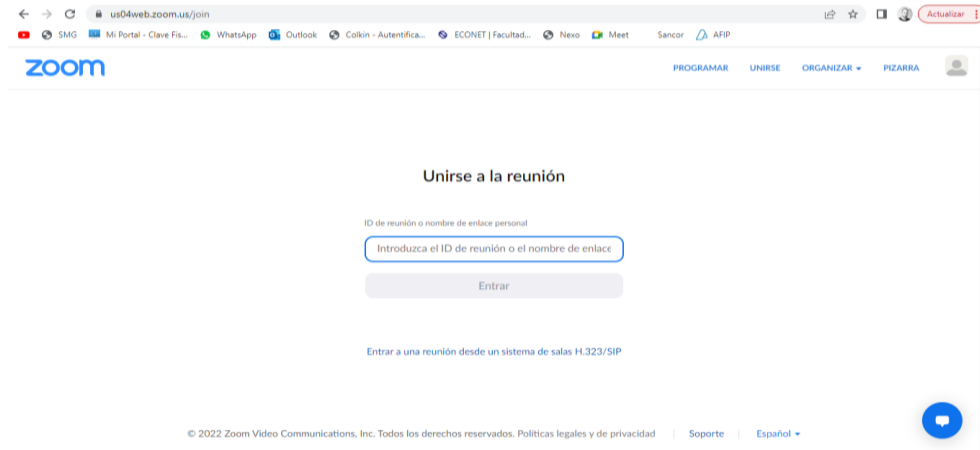 us04web.zoom.us/join
Actualizar
SMG Mi Portal - Clave Fis... WhatsApp Outlook Colkin - Autentifica... ECONET | Facultad... Nexo Meet Sancor AFIP
zoom PROGRAMAR UNIRSE ORGANIZAR PIZARRA
Unirse a la reunión
ID de reunión o nombre de enlace personal
Introduzca el ID de reunión o el nombre de enlace
Entrar
Entrar a una reunión desde un sistema de salas H.323/SIP
© 2022 Zoom Video Communications, Inc. Todos los derechos reservados. Políticas legales y de privacidad Soporte Español